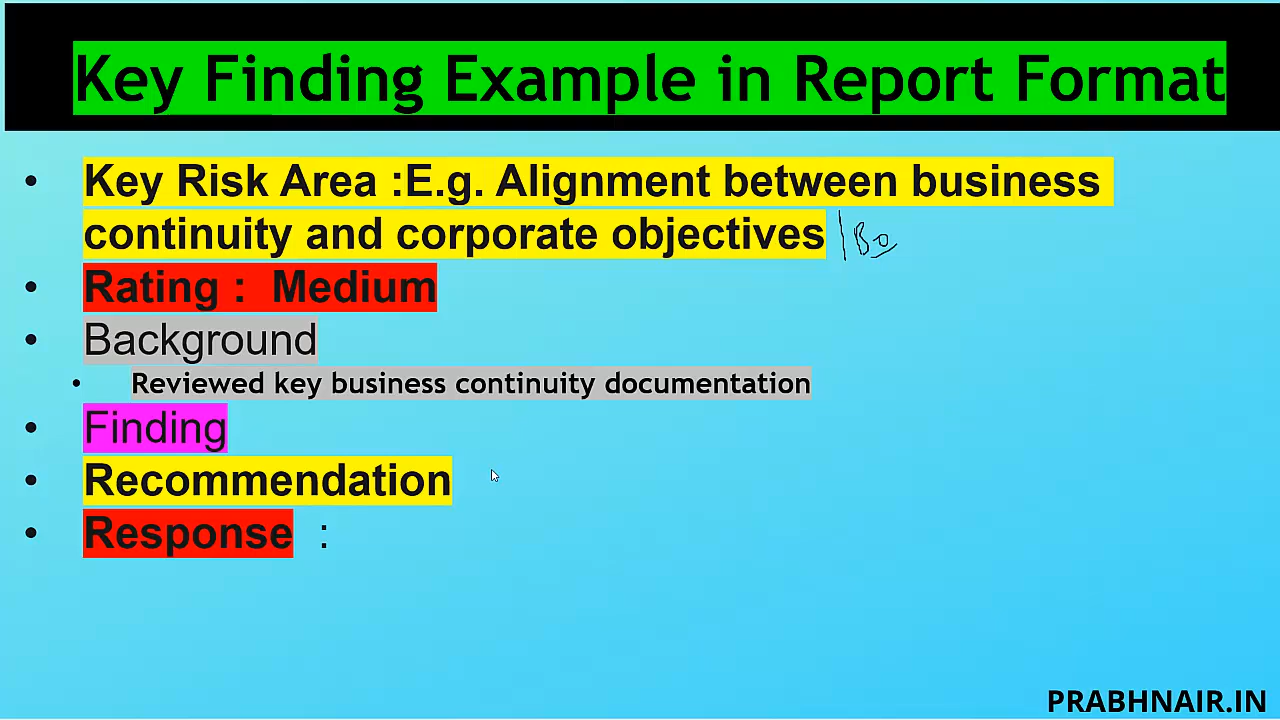 Key Finding Example in Report Format
• Key Risk Area :E.g. Alignment between business
continuity and corporate objectives
• Rating : Medium
• Background
• Reviewed key business continuity documentation
• Finding
• Recommendation
• Response :
PRABHNAIR.IN